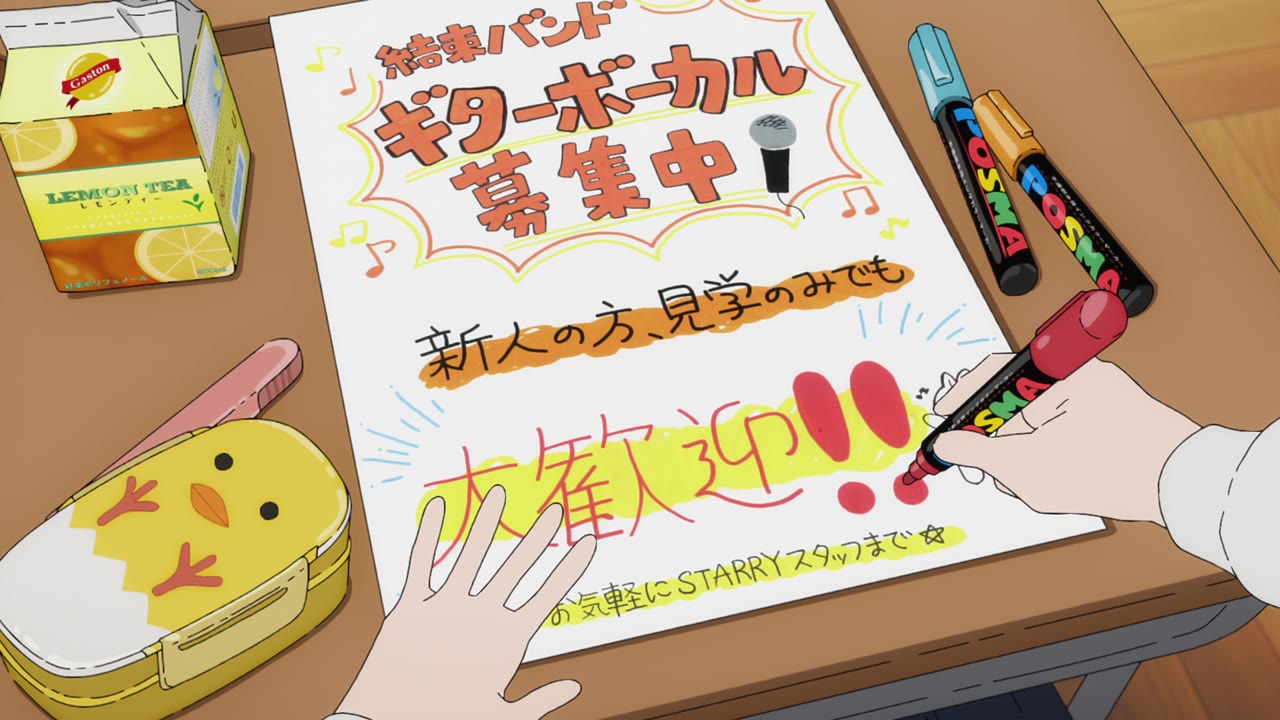 結束バンド
ギターボーカル
募集中
新人の方、見学のみでも
大歓迎!!
お気軽にSTARRYスタッフまで☆
Gaston
LEMON TEA
レモンティー
500ml
POSMA
POSMA
OSMA